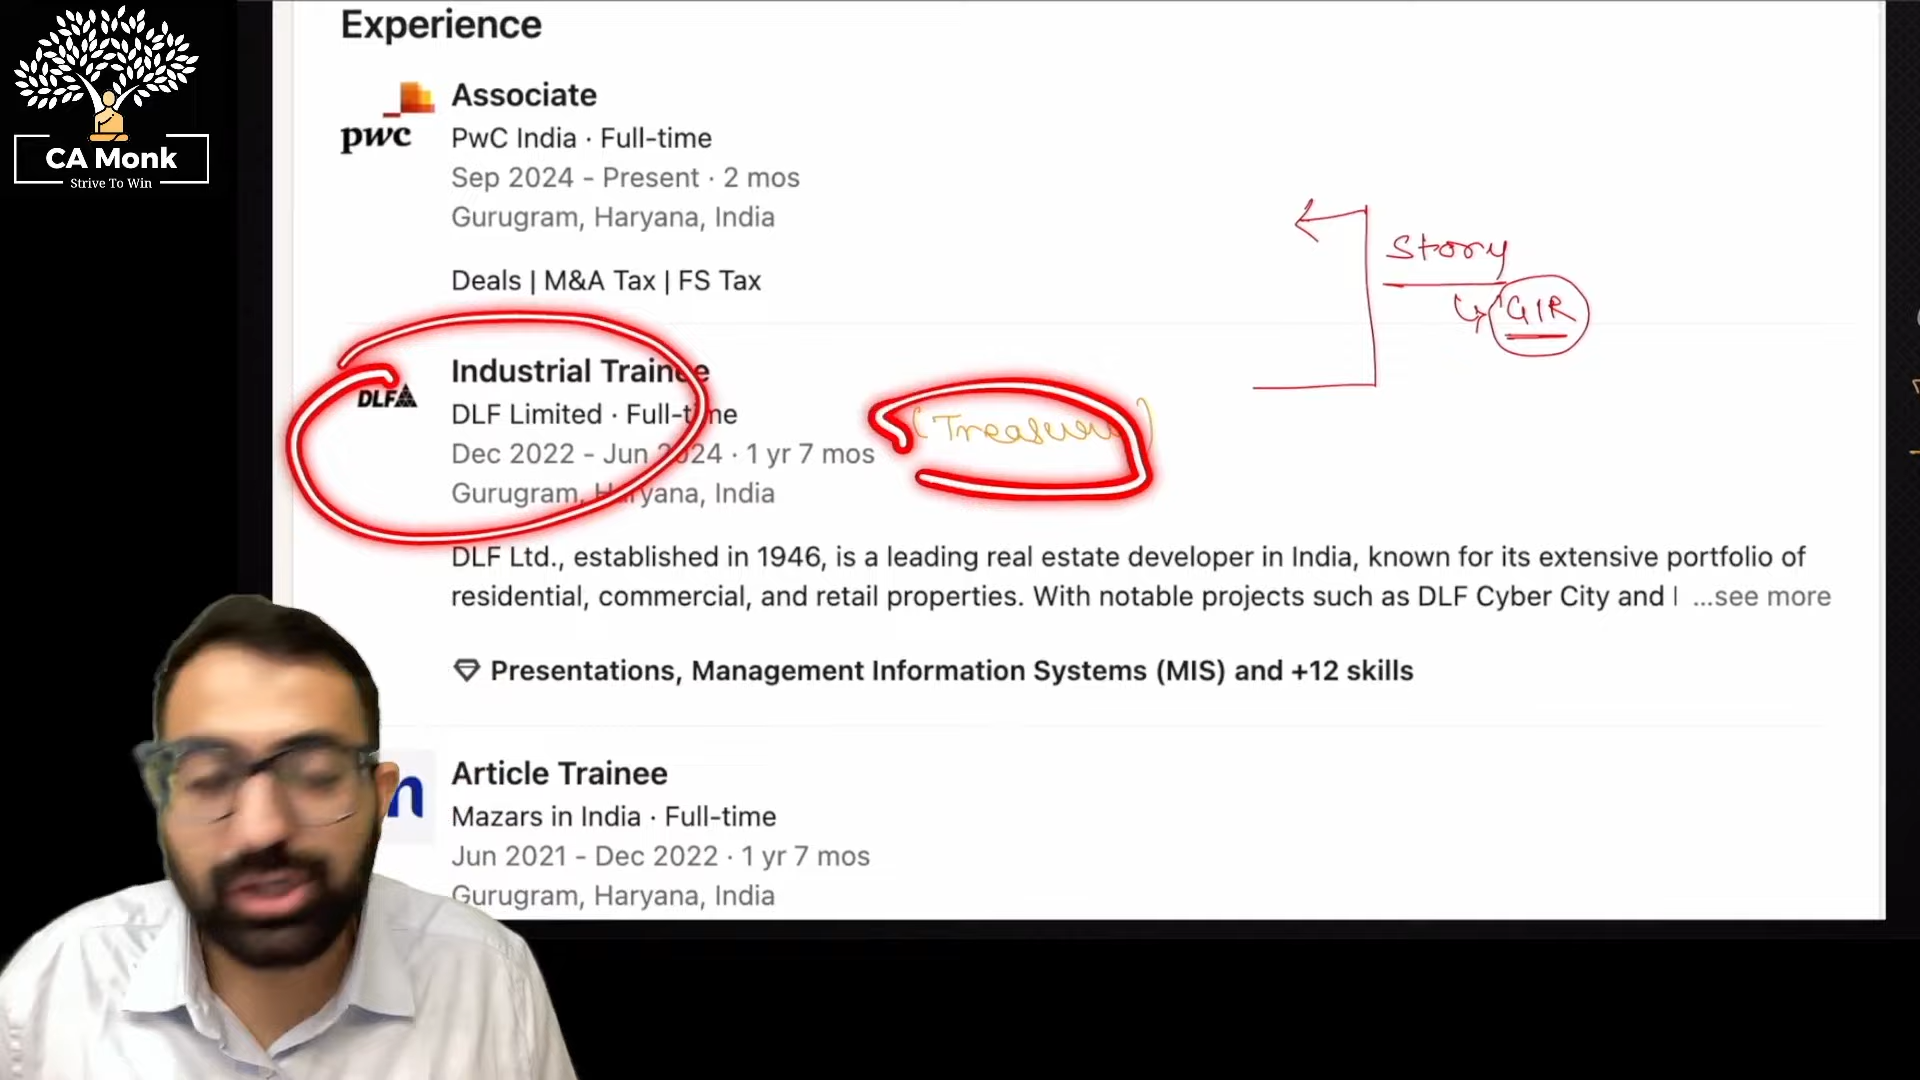 CA Monk
Strive To Win
Experience
pwc
Associate
PwC India · Full-time
Sep 2024 - Present · 2 mos
Gurugram, Haryana, India
Deals | M&A Tax | FS Tax
Story
GIR
DLF
Industrial Trainee
DLF Limited · Full-time
(Treasury)
Dec 2022 - Jun 2024 · 1 yr 7 mos
Gurugram, Haryana, India
DLF Ltd., established in 1946, is a leading real estate developer in India, known for its extensive portfolio of
residential, commercial, and retail properties. With notable projects such as DLF Cyber City and ...see more
Presentations, Management Information Systems (MIS) and +12 skills
Article Trainee
Mazars in India · Full-time
Jun 2021 - Dec 2022 · 1 yr 7 mos
Gurugram, Haryana, India